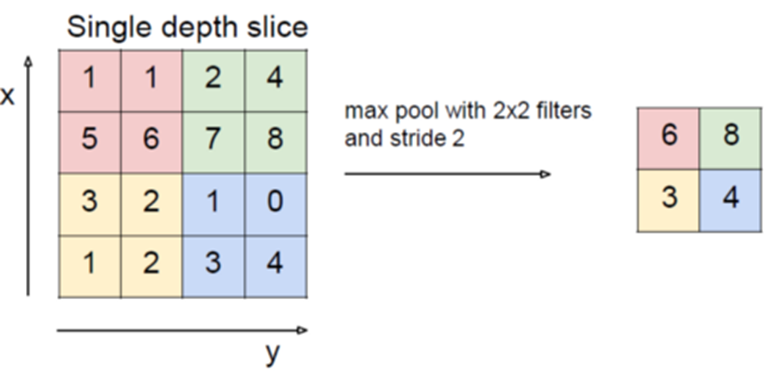 Single depth slice
x
1 1 2 4
5 6 7 8
3 2 1 0
1 2 3 4
y
max pool with 2x2 filters
and stride 2
6 8
3 4